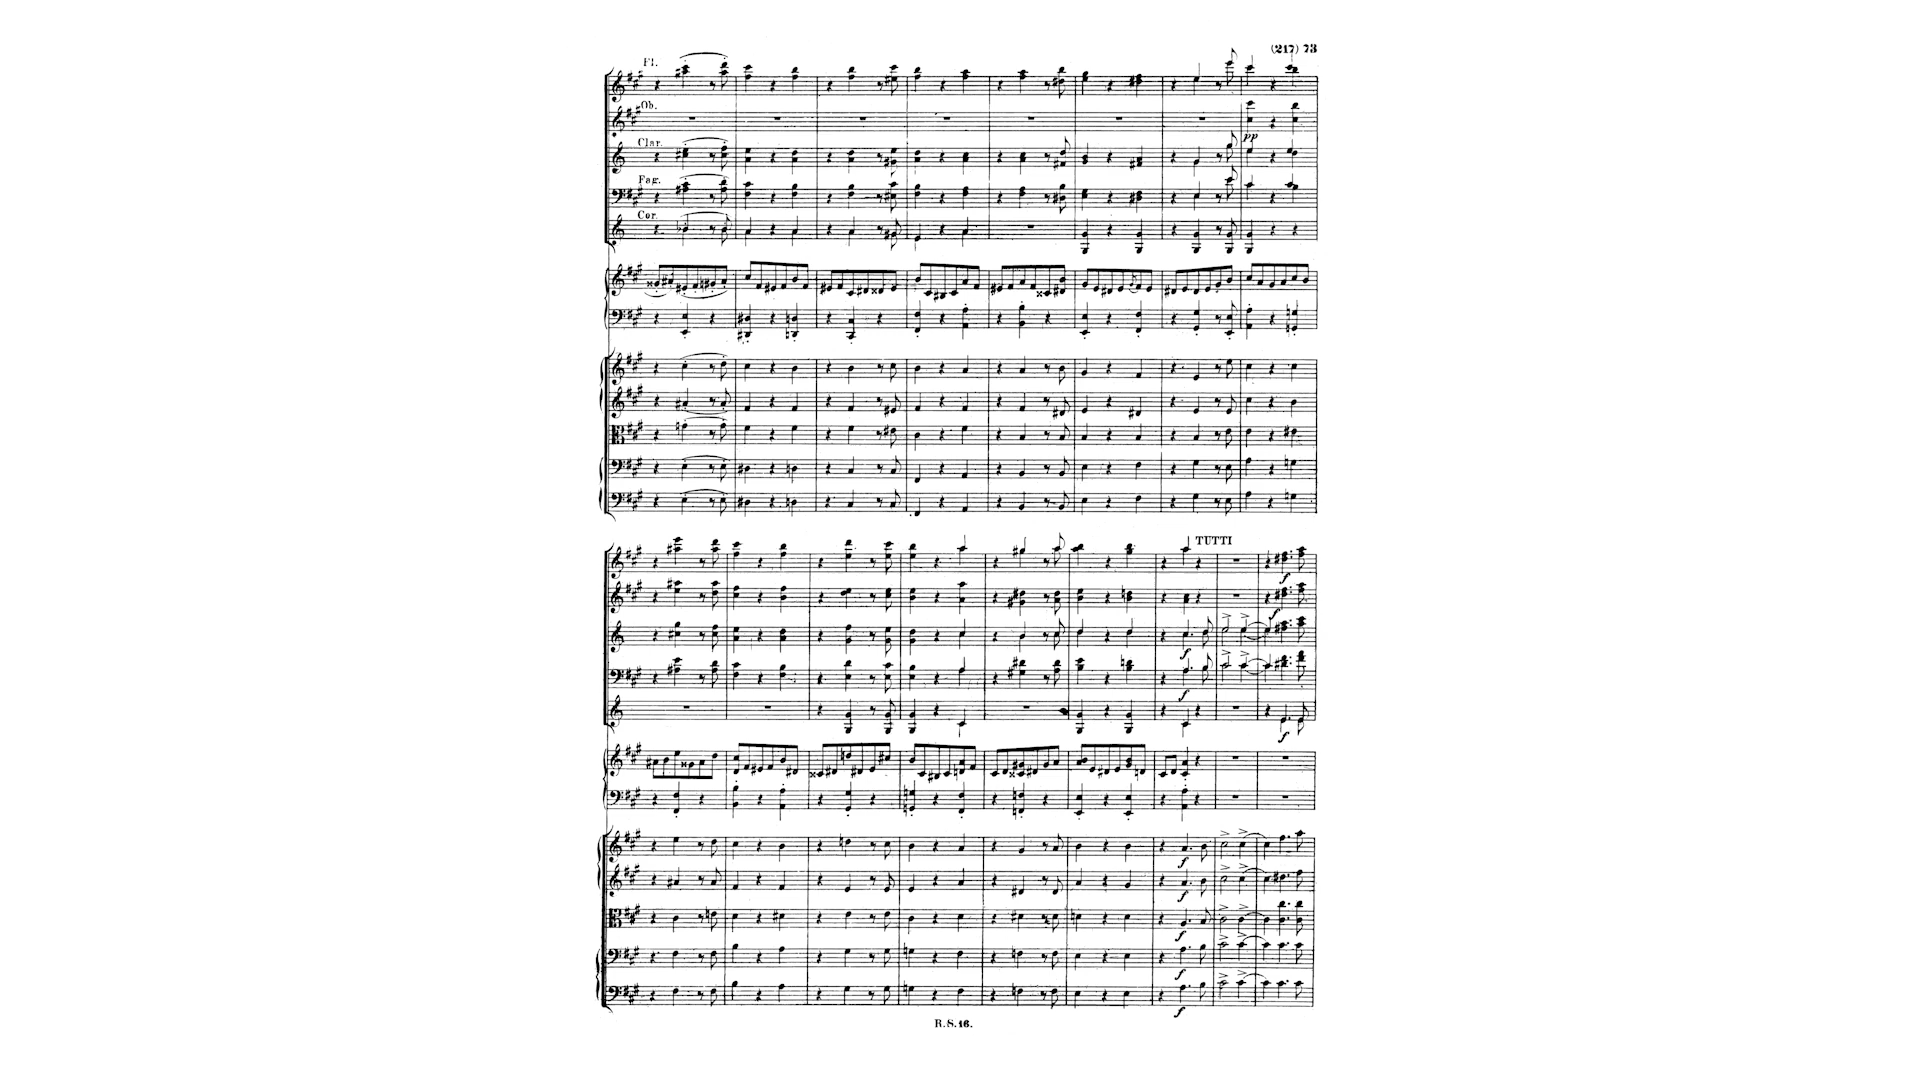 (217) 73
Fl.
Ob.
pp
Clar.
Fag.
Cor.
TUTTI
f
f
f
f
f
f
f
f
f
f
R.S.16.